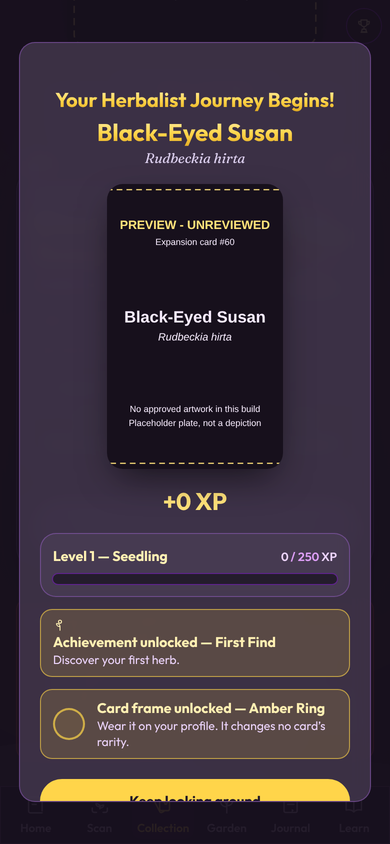 Your Herbalist Journey Begins!
Black-Eyed Susan
Rudbeckia hirta
PREVIEW - UNREVIEWED
Expansion card #60
Black-Eyed Susan
Rudbeckia hirta
No approved artwork in this build
Placeholder plate, not a depiction
+0 XP
Level 1 — Seedling
0 / 250 XP
Achievement unlocked — First Find
Discover your first herb.
Card frame unlocked — Amber Ring
Wear it on your profile. It changes no card's
rarity.
Keep looking around
Home Scan Collection Garden Journal Learn